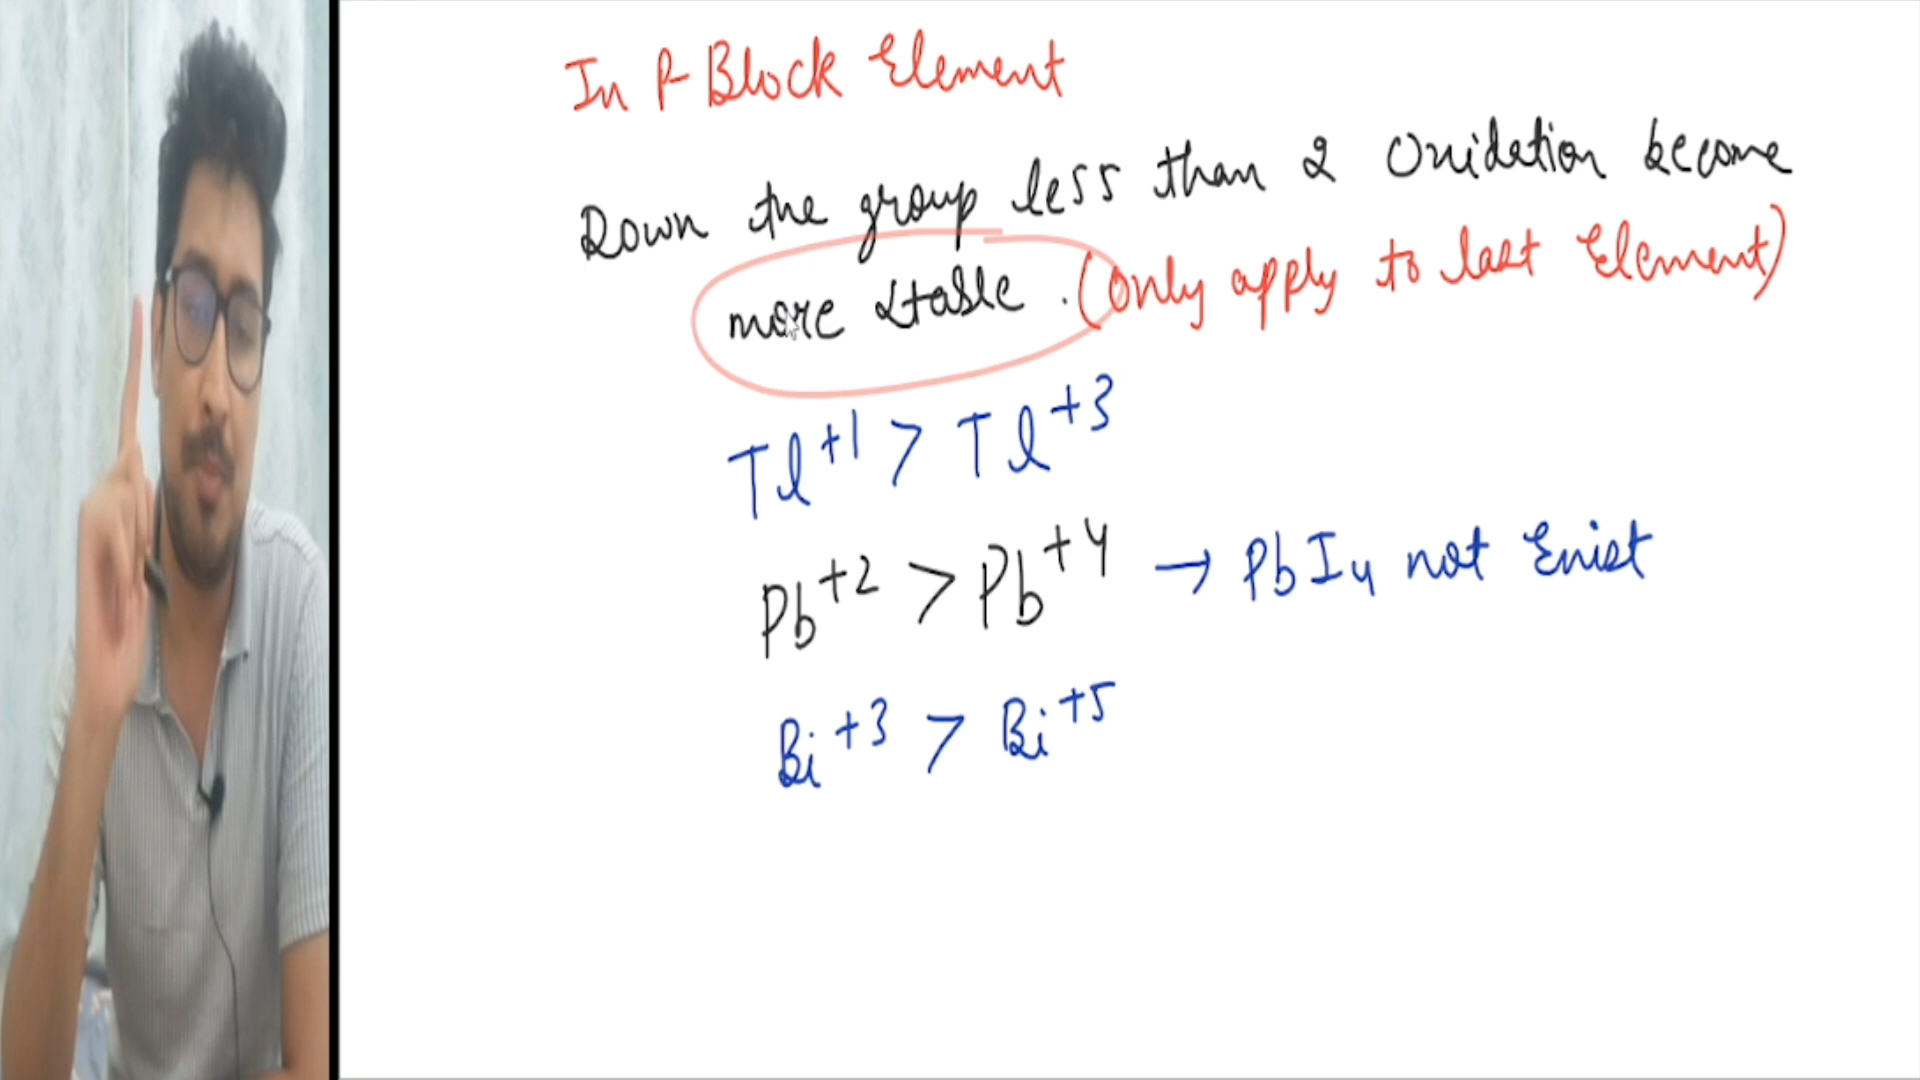 In P-Block Element
Down the group less than 2 Oxidation become
more stable. (Only apply to last Element)
Tl+1 > Tl+3
Pb+2 > Pb+4 → PbI4 not Exist
Bi+3 > Bi+5